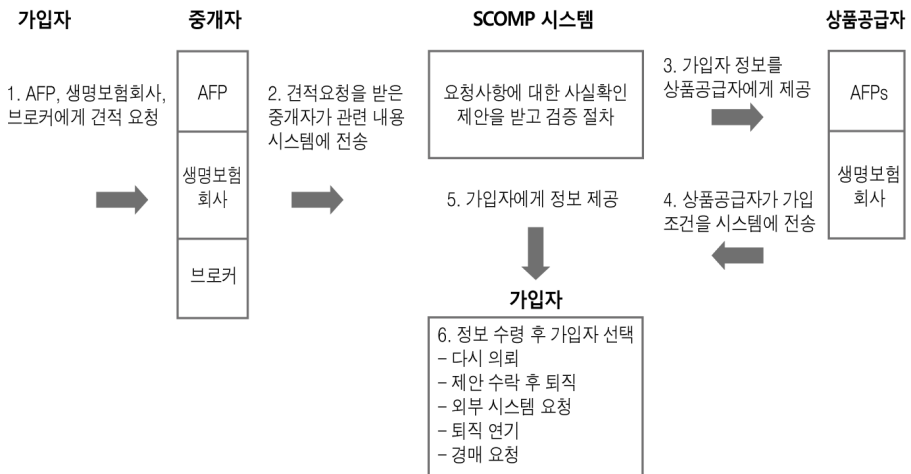 가입자
중개자
SCOMP 시스템
상품공급자
1. AFP, 생명보험회사,
브로커에게 견적 요청
AFP
생명보험
회사
브로커
2. 견적요청을 받은
중개자가 관련 내용
시스템에 전송
요청사항에 대한 사실확인
제안을 받고 검증 절차
3. 가입자 정보를
상품공급자에게 제공
AFPs
생명보험
회사
4. 상품공급자가 가입
조건을 시스템에 전송
5. 가입자에게 정보 제공
가입자
6. 정보 수령 후 가입자 선택
– 다시 의뢰
– 제안 수락 후 퇴직
– 외부 시스템 요청
– 퇴직 연기
– 경매 요청